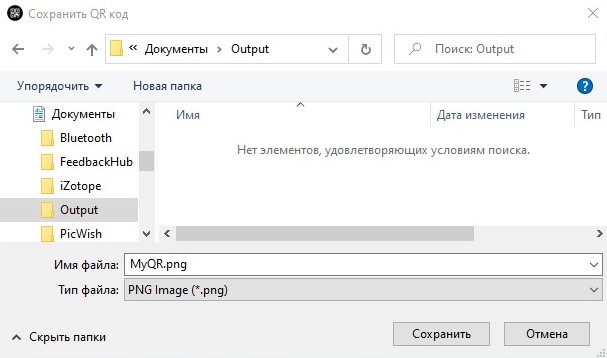 Сохранить QR код
« Документы > Output
Поиск: Output
Упорядочить
Новая папка
?
Документы
Bluetooth
FeedbackHub
iZotope
Output
PicWish
Имя
Дата изменения
Тип
Нет элементов, удовлетворяющих условиям поиска.
Имя файла: MyQR.png
Тип файла: PNG Image (*.png)
Скрыть папки
Сохранить
Отмена